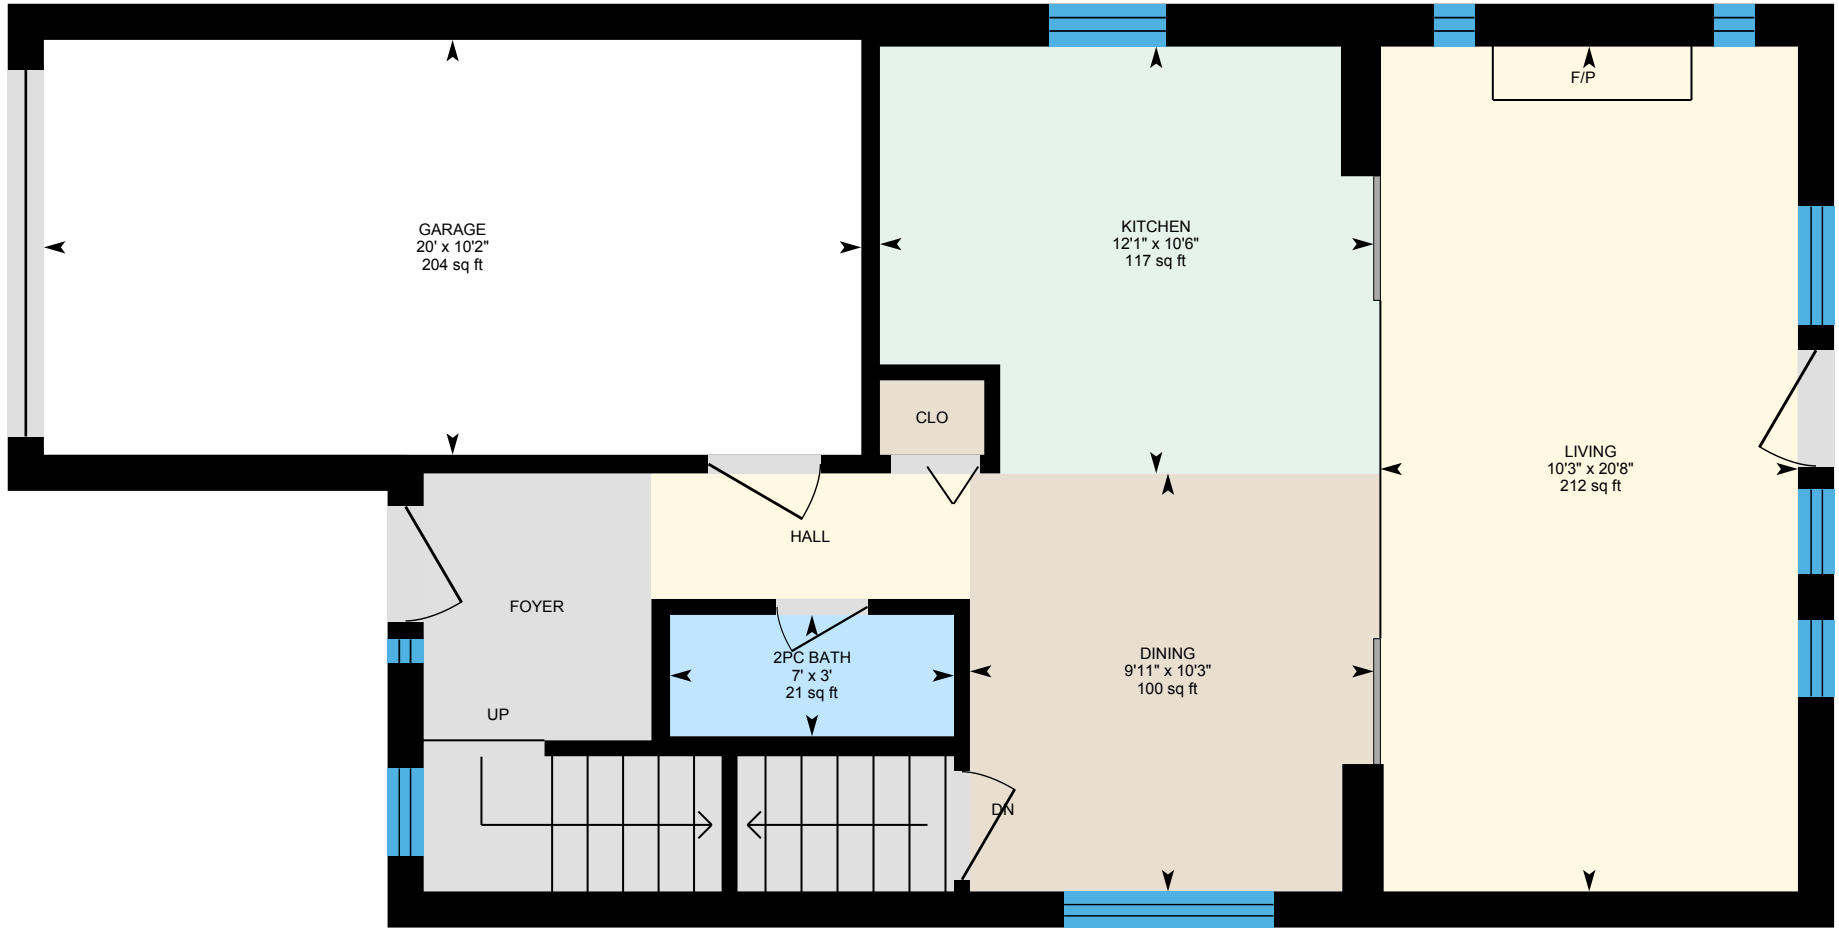 F/P
GARAGE
20' x 10'2"
204 sq ft
KITCHEN
12'1" x 10'6"
117 sq ft
CLO
LIVING
10'3" x 20'8"
212 sq ft
HALL
FOYER
2PC BATH
7' x 3'
21 sq ft
DINING
9'11" x 10'3"
100 sq ft
UP
DN